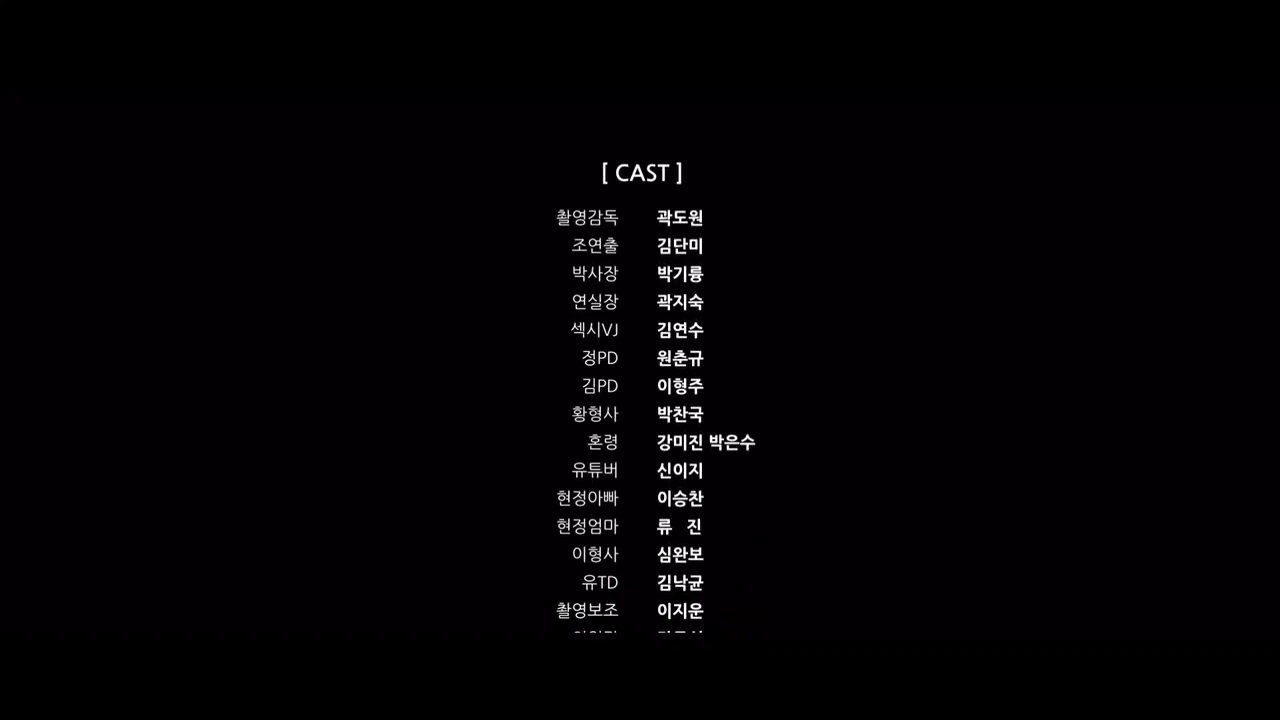 [ CAST ]
촬영감독 곽도원
조연출 김단미
박사장 박기륭
연실장 곽지숙
섹시VJ 김연수
정PD 원춘규
김PD 이형주
황형사 박찬국
혼령 강미진 박은수
유튜버 신이지
현정아빠 이승찬
현정엄마 류 진
이형사 심완보
유TD 김낙균
촬영보조 이지운